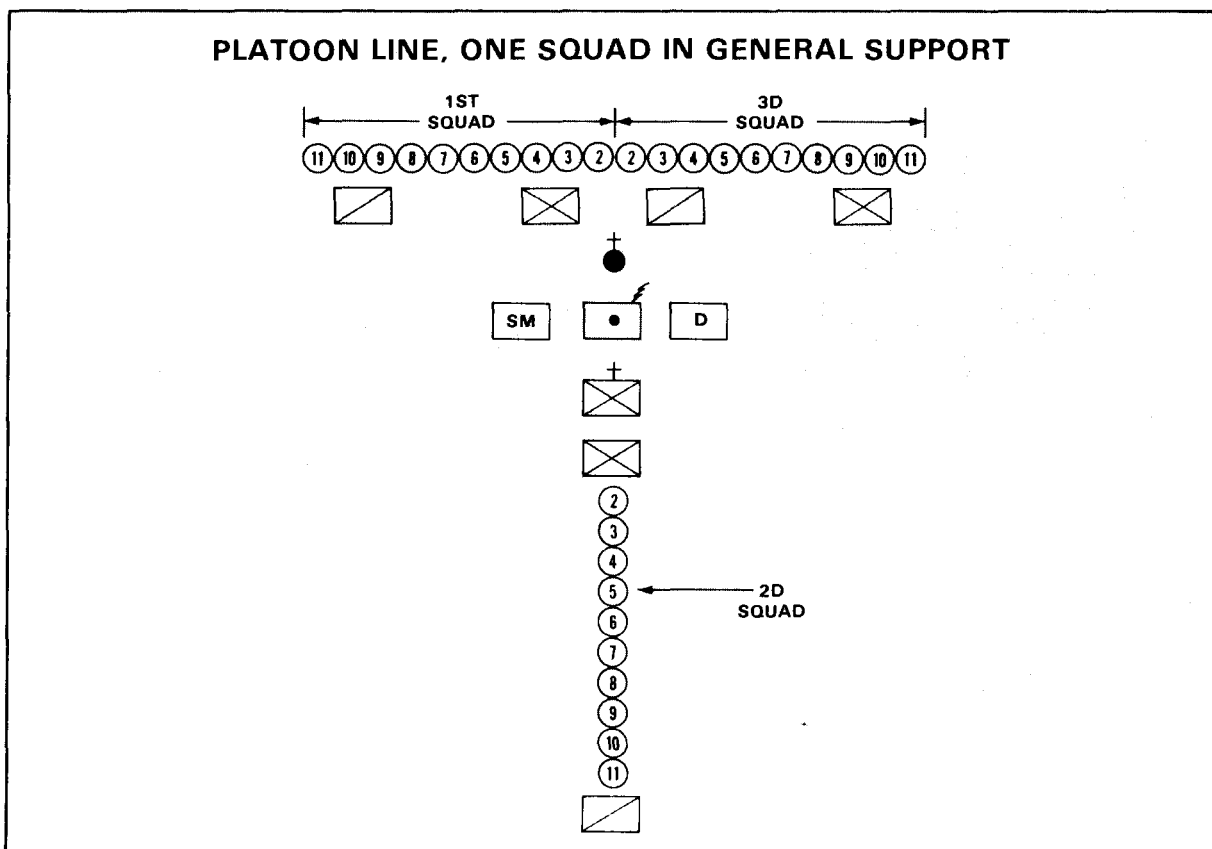 PLATOON LINE, ONE SQUAD IN GENERAL SUPPORT
1ST SQUAD
3D SQUAD
11 10 9 8 7 6 5 4 3 2 2 3 4 5 6 7 8 9 10 11
SM
D
2
3
4
5
6
7
8
9
10
11
2D
SQUAD